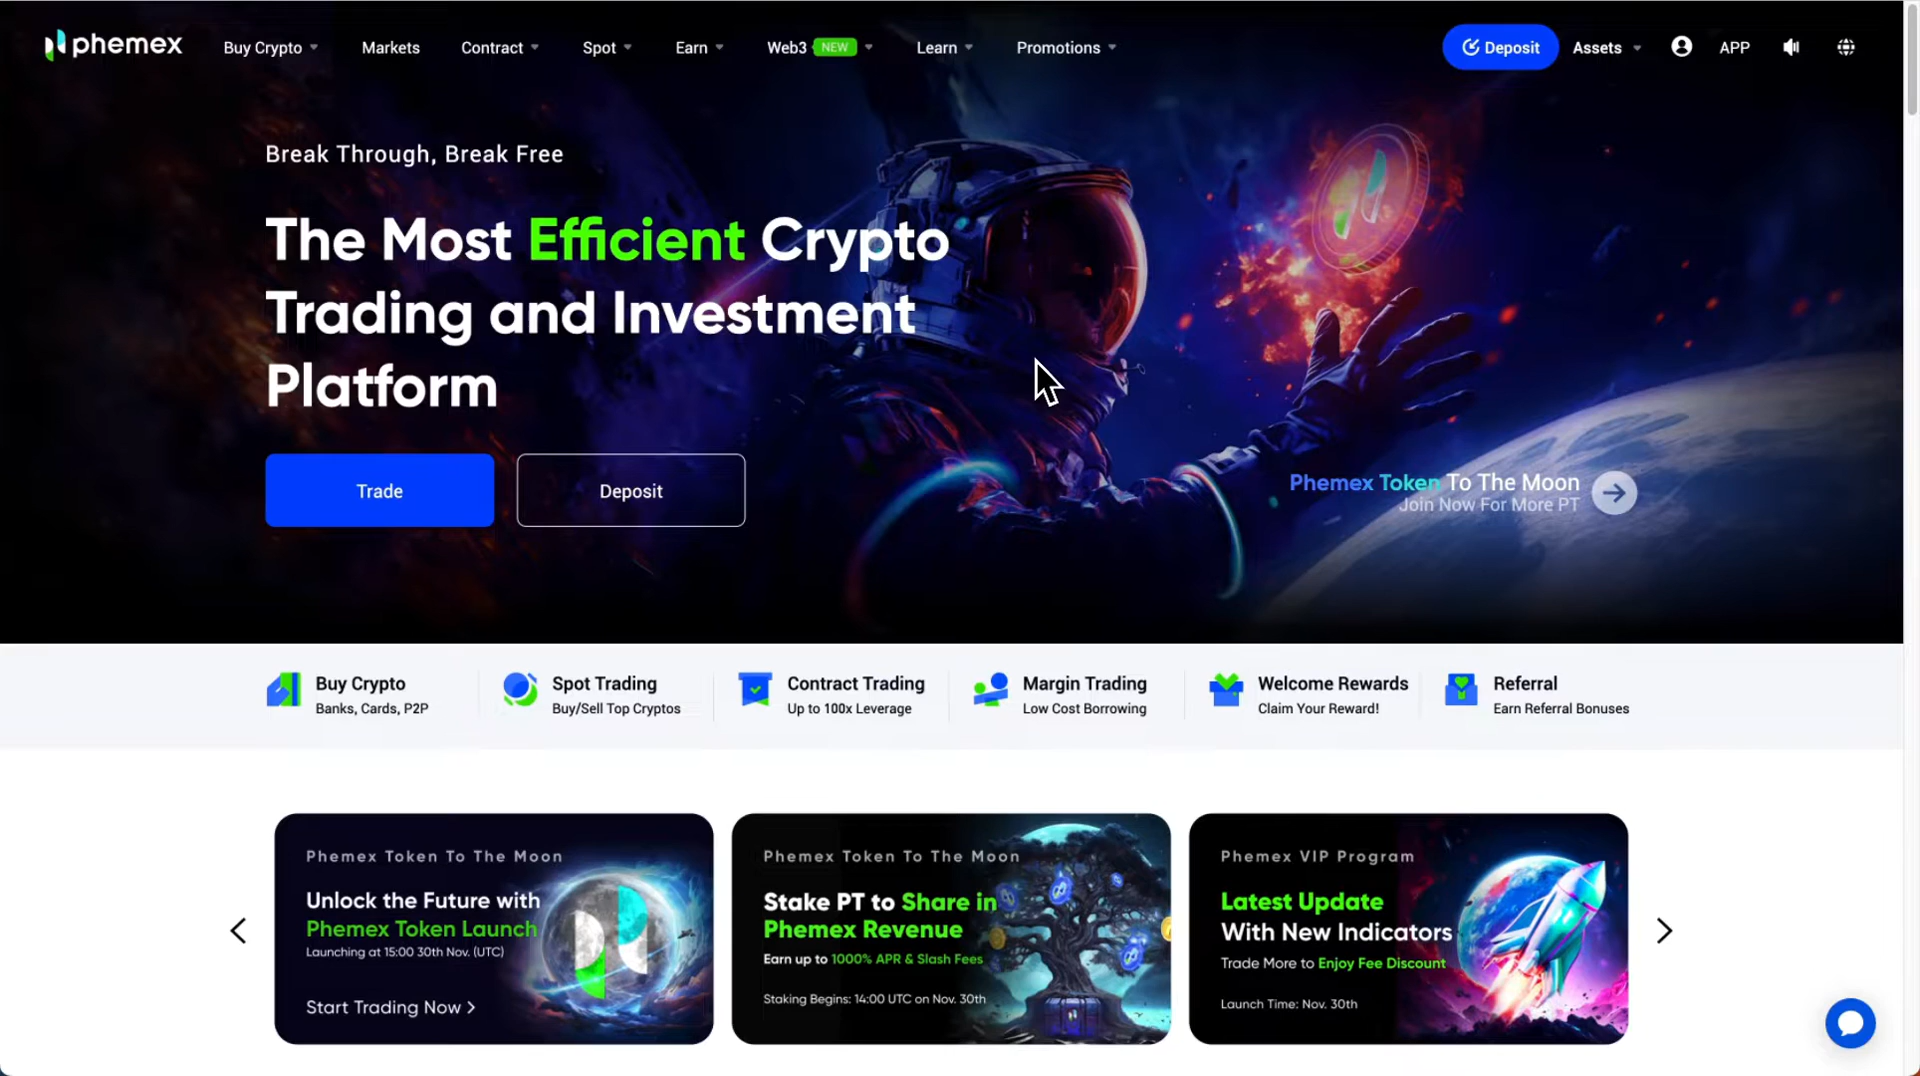 phemex
Buy Crypto
Markets
Contract
Spot
Earn
Web3 NEW
Learn
Promotions
Deposit
Assets
APP
Break Through, Break Free
The Most Efficient Crypto
Trading and Investment
Platform
Trade
Deposit
Phemex Token To The Moon
Join Now For More PT
Buy Crypto
Banks, Cards, P2P
Spot Trading
Buy/Sell Top Cryptos
Contract Trading
Up to 100x Leverage
Margin Trading
Low Cost Borrowing
Welcome Rewards
Claim Your Reward!
Referral
Earn Referral Bonuses
Phemex Token To The Moon
Unlock the Future with
Phemex Token Launch
Launching at 15:00 30th Nov. (UTC)
Start Trading Now >
Phemex Token To The Moon
Stake PT to Share in
Phemex Revenue
Earn up to 1000% APR & Slash Fees
Staking Begins: 14:00 UTC on Nov. 30th
Phemex VIP Program
Latest Update
With New Indicators
Trade More to Enjoy Fee Discount
Launch Time: Nov. 30th